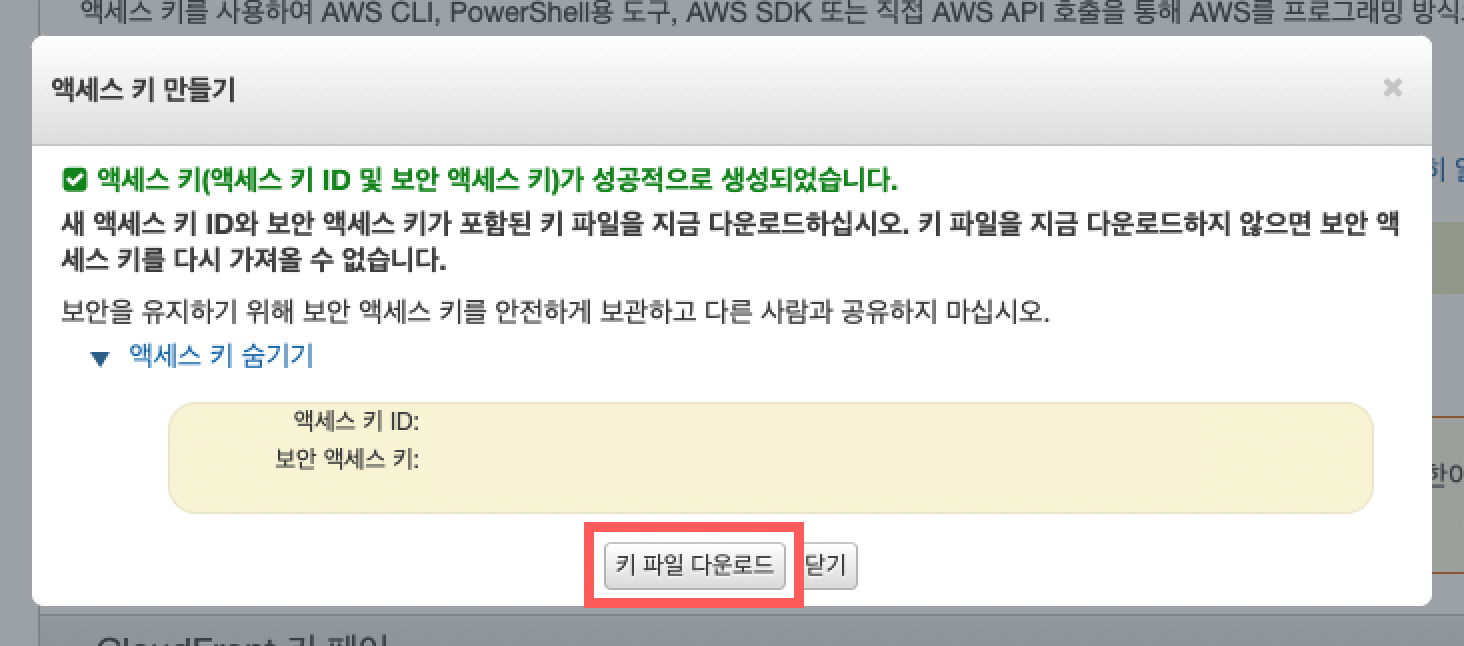 액세스 키를 사용하여 AWS CLI, PowerShell용 도구, AWS SDK 또는 직접 AWS API 호출을 통해 AWS를 프로그래밍 방식
액세스 키 만들기
액세스 키(액세스 키 ID 및 보안 액세스 키)가 성공적으로 생성되었습니다.
새 액세스 키 ID와 보안 액세스 키가 포함된 키 파일을 지금 다운로드하십시오. 키 파일을 지금 다운로드하지 않으면 보안 액
세스 키를 다시 가져올 수 없습니다.
보안을 유지하기 위해 보안 액세스 키를 안전하게 보관하고 다른 사람과 공유하지 마십시오.
액세스 키 숨기기
액세스 키 ID:
보안 액세스 키:
키 파일 다운로드 닫기
CloudFront 키 페어